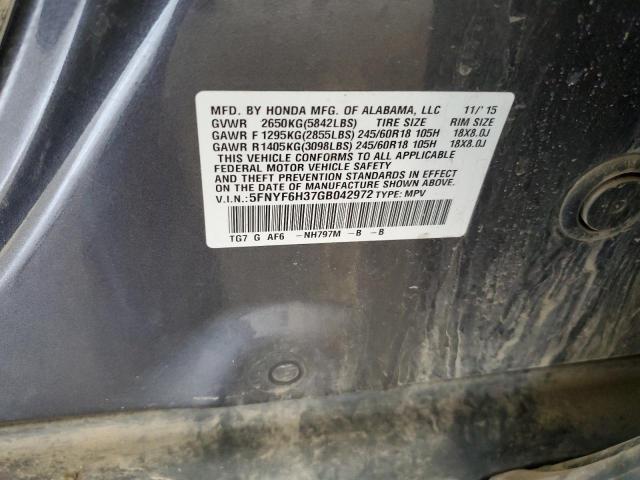 MFD. BY HONDA MFG. OF ALABAMA, LLC 11/'15
GVWR 2650KG(5842LBS) TIRE SIZE RIM SIZE
GAWR F1295KG(2855LBS) 245/60R18 105H 18X8.0J
GAWR R1405KG(3098LBS) 245/60R18 105H 18X8.0J
THIS VEHICLE CONFORMS TO ALL APPLICABLE
FEDERAL MOTOR VEHICLE SAFETY
AND THEFT PREVENTION STANDARDS IN EFFECT
ON THE DATE OF MANUFACTURE SHOWN ABOVE.
V.I.N.:5FNYF6H37GB042972 TYPE: MPV
TG7 G AF6 -NH797M -B -B